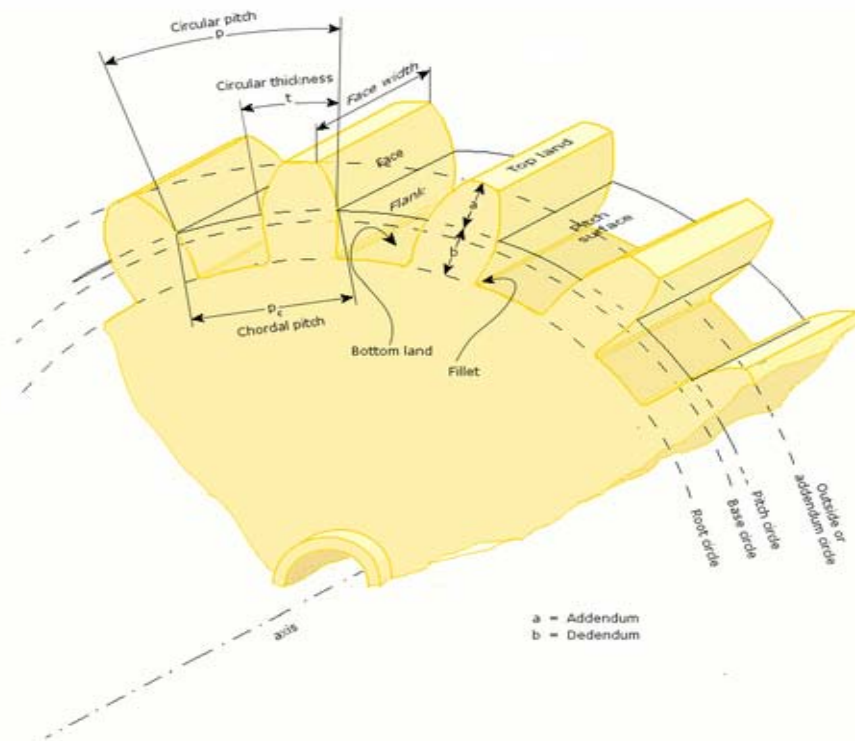 Circular pitch
p
Circular thickness
t
Face width
Face
Flank
Top land
a
b
pitch
surface
Pc
Chordal pitch
Bottom land
Fillet
Outside or
addendum circle
Pitch circle
Base circle
Root circle
axis
a = Addendum
b = Dedendum